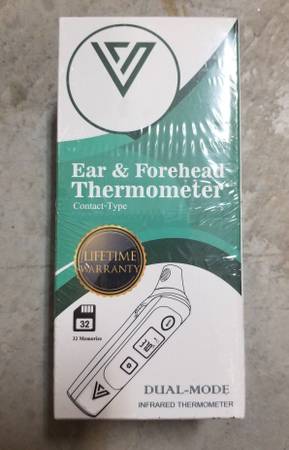 Ear & Forehead
Thermometer
Contact-Type
LIFETIME
WARRANTY
32
32 Memories
DUAL-MODE
INFRARED THERMOMETER